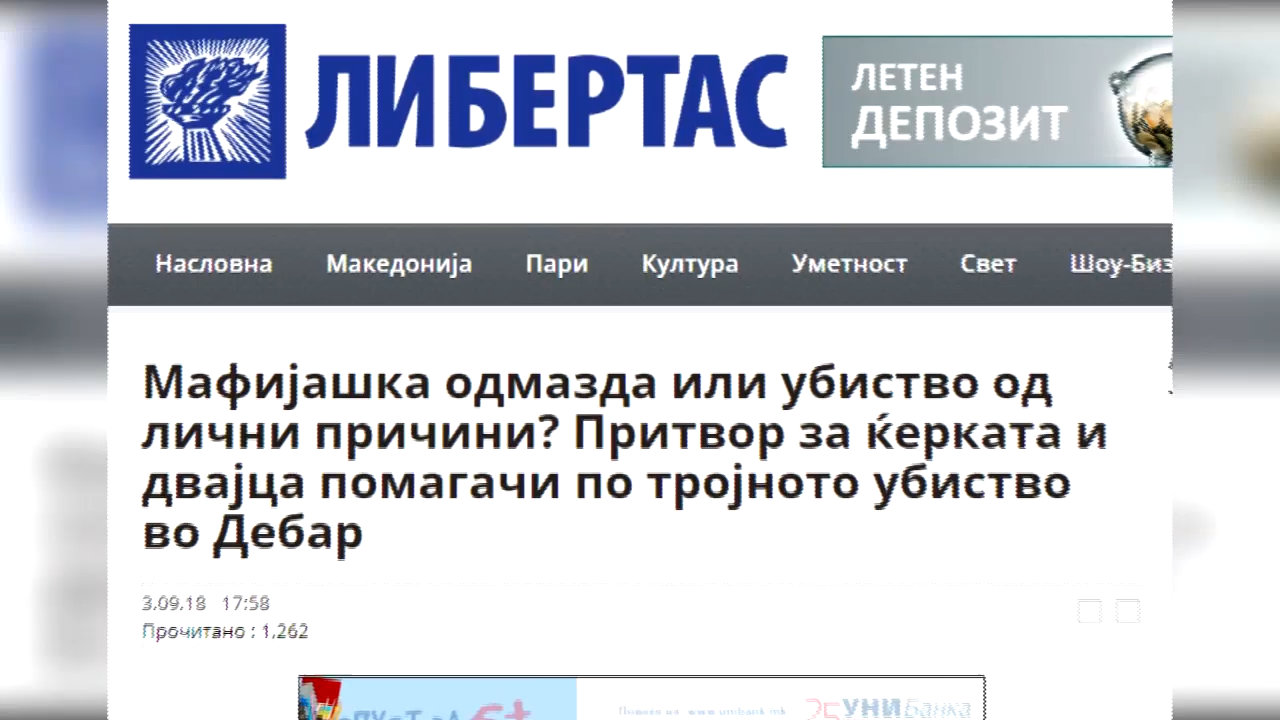 ЛИБЕРТАС
ЛЕТЕН
ДЕПОЗИТ
Насловна Македонија Пари Култура Уметност Свет Шоу-Биз
Мафијашка одмазда или убиство од
лични причини? Притвор за ќерката и
двајца помагачи по тројното убиство
во Дебар
3.09.18 17:58
Прочитано : 1,262
УНИБанка